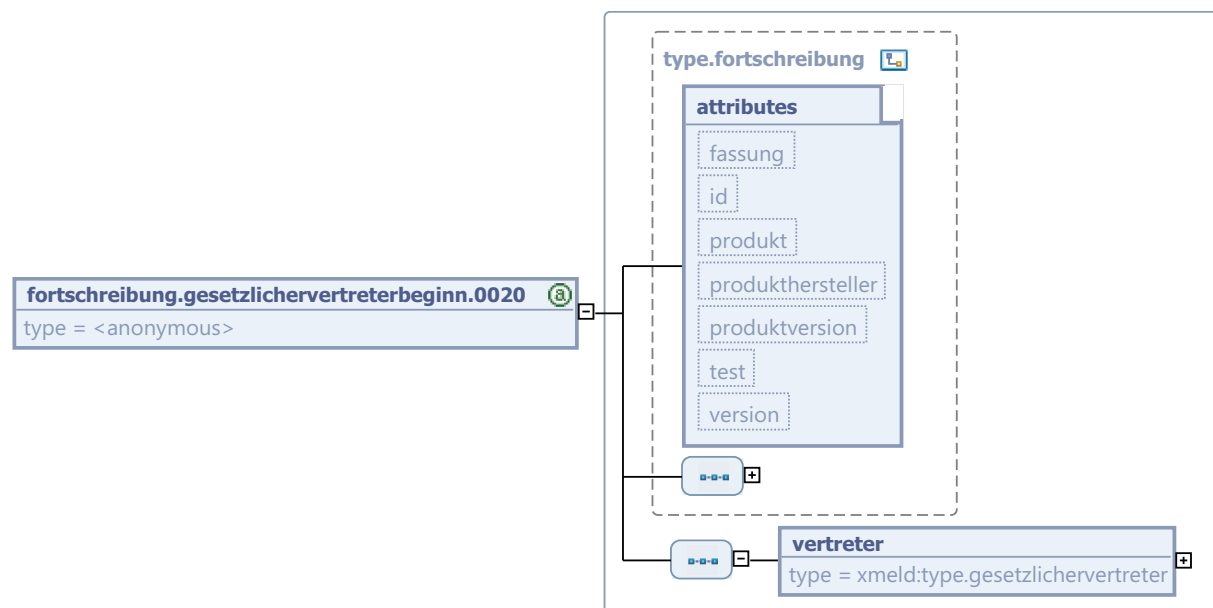 type.fortschreibung
attributes
fassung
id
produkt
produkthersteller
produktversion
test
version
fortschreibung.gesetzlichervertreterbeginn.0020
type = <anonymous>
vertreter
type = xmeld:type.gesetzlichervertreter